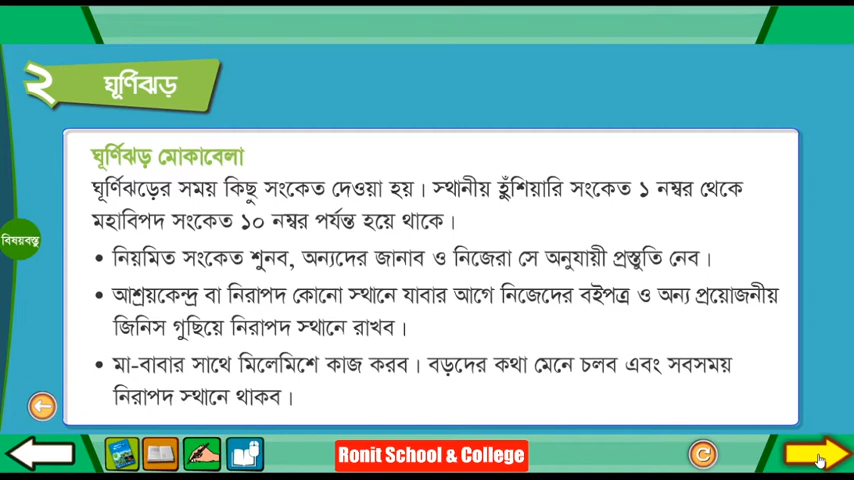 ২
ঘূর্ণিঝড়
ঘূর্ণিঝড় মোকাবেলা
ঘূর্ণিঝড়ের সময় কিছু সংকেত দেওয়া হয়। স্থানীয় হুঁশিয়ারি সংকেত ১ নম্বর থেকে
মহাবিপদ সংকেত ১০ নম্বর পর্যন্ত হয়ে থাকে।
• নিয়মিত সংকেত শুনব, অন্যদের জানাব ও নিজেরা সে অনুযায়ী প্রস্তুতি নেব।
• আশ্রয়কেন্দ্র বা নিরাপদ কোনো স্থানে যাবার আগে নিজেদের বইপত্র ও অন্য প্রয়োজনীয়
জিনিস গুছিয়ে নিরাপদ স্থানে রাখব।
• মা-বাবার সাথে মিলেমিশে কাজ করব। বড়দের কথা মেনে চলব এবং সবসময়
নিরাপদ স্থানে থাকব।
বিষয়বস্তু
Ronit School & College